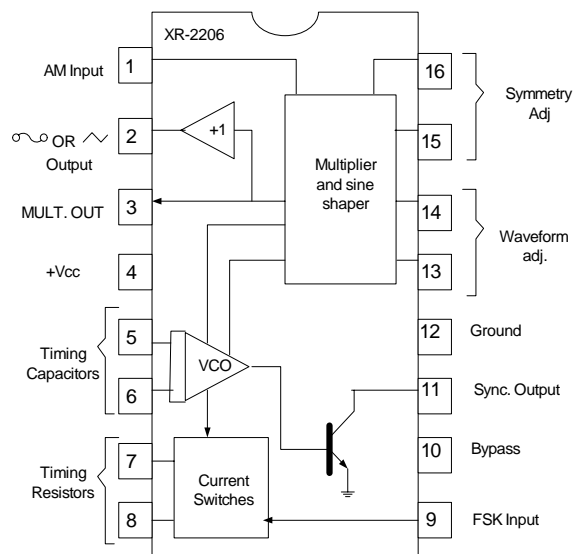 XR-2206
AM Input
1
OR
Output
2
+1
MULT. OUT
3
+Vcc
4
Timing
Capacitors
5
6
VCO
Timing
Resistors
7
8
Current
Switches
Multiplier
and sine
shaper
16
15
Symmetry
Adj
14
13
Waveform
adj.
12
Ground
11
Sync. Output
10
Bypass
9
FSK Input